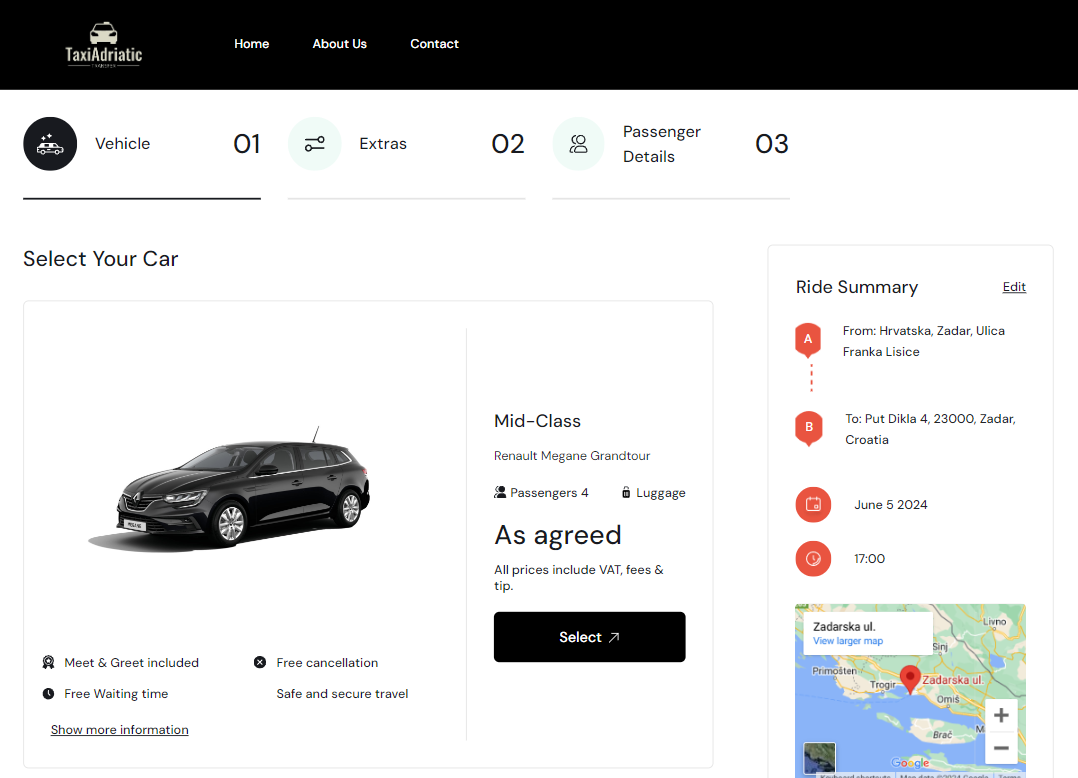 TaxiAdriatic
TRANSFER
Home
About Us
Contact
Vehicle
01
Extras
02
Passenger
Details
03
Select Your Car
MEGANE
Mid-Class
Renault Megane Grandtour
Passengers 4
Luggage
As agreed
All prices include VAT, fees &
tip.
Select
Meet & Greet included
Free cancellation
Free Waiting time
Safe and secure travel
Show more information
Ride Summary
Edit
A
From: Hrvatska, Zadar, Ulica
Franka Lisice
B
To: Put Dikla 4, 23000, Zadar,
Croatia
June 5 2024
17:00
Zadarska ul.
View larger map
Livno
Sinj
Primošten
Trogir
Zadarska ul.
Omiš
Brač
Google
Keyboard shortcuts
Map data ©2024 Google
Terms